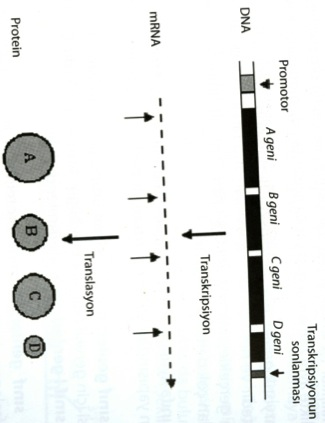 DNA
Promotor
A geni
B geni
C geni
D geni
Transkripsiyonun
sonlanması
mRNA
Transkripsiyon
Translasyon
Protein
A
B
C
D